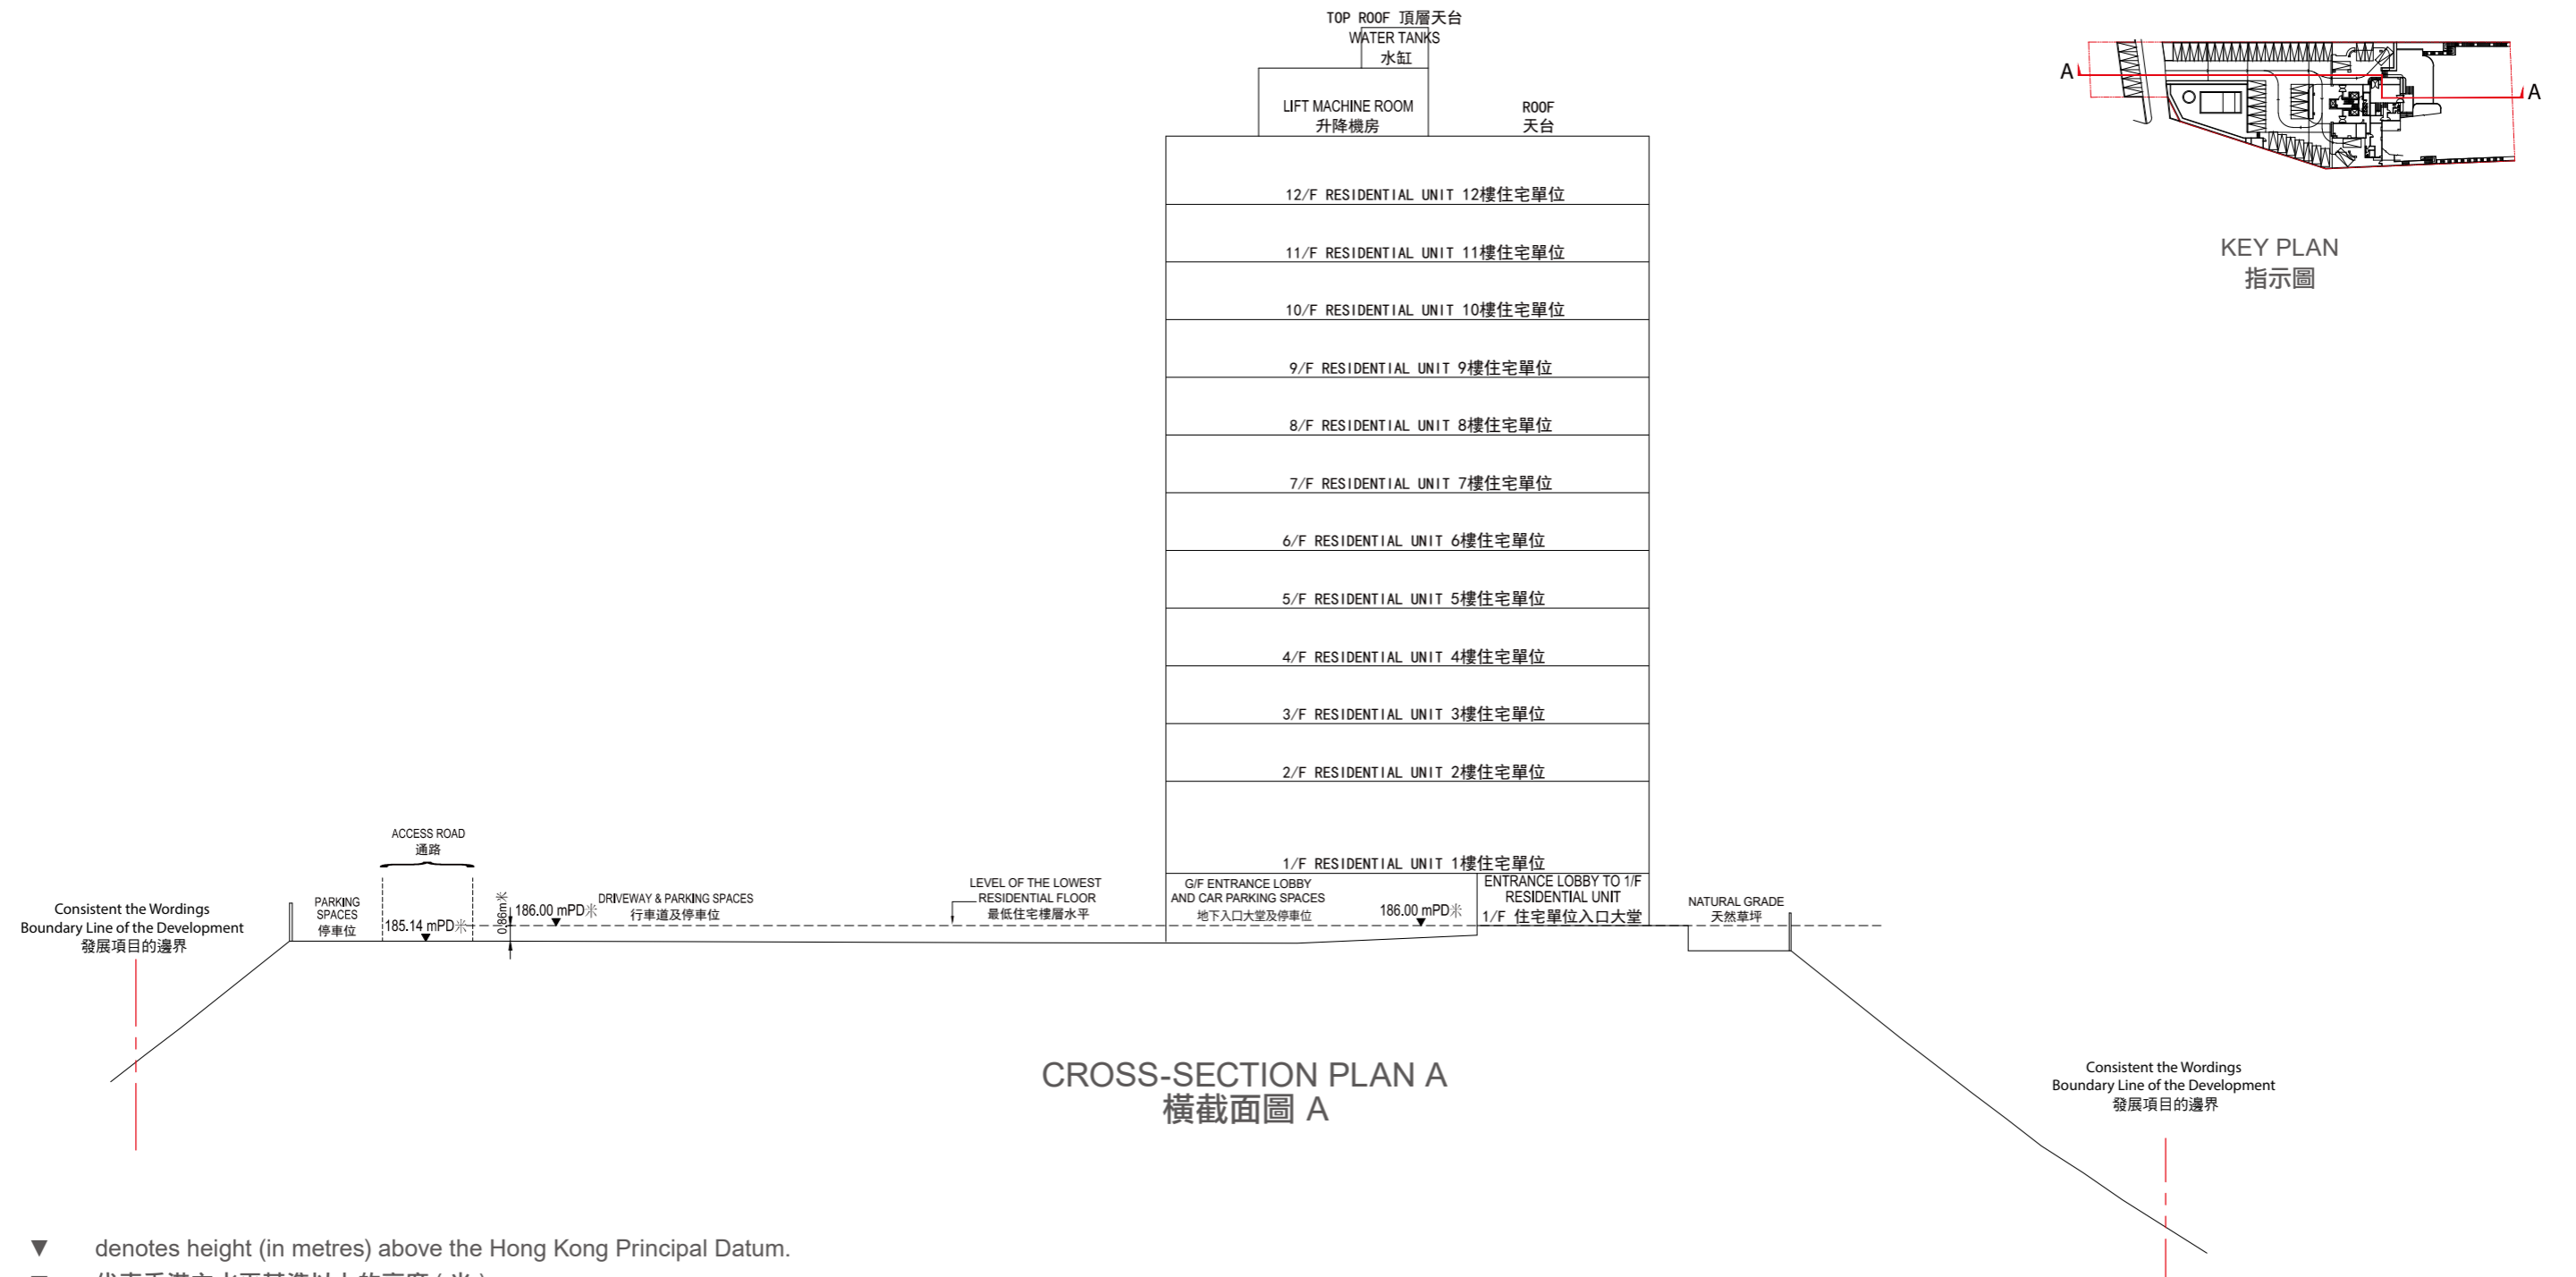 TOP ROOF 頂層天台
WATER TANKS
水缸
LIFT MACHINE ROOM
升降機房
ROOF
天台
A
A
KEY PLAN
指示圖
12/F RESIDENTIAL UNIT 12樓住宅單位
11/F RESIDENTIAL UNIT 11樓住宅單位
10/F RESIDENTIAL UNIT 10樓住宅單位
9/F RESIDENTIAL UNIT 9樓住宅單位
8/F RESIDENTIAL UNIT 8樓住宅單位
7/F RESIDENTIAL UNIT 7樓住宅單位
6/F RESIDENTIAL UNIT 6樓住宅單位
5/F RESIDENTIAL UNIT 5樓住宅單位
4/F RESIDENTIAL UNIT 4樓住宅單位
3/F RESIDENTIAL UNIT 3樓住宅單位
2/F RESIDENTIAL UNIT 2樓住宅單位
1/F RESIDENTIAL UNIT 1樓住宅單位
ACCESS ROAD
通路
Consistent the Wordings
Boundary Line of the Development
發展項目的邊界
PARKING
SPACES
停車位
185.14 mPD米
0.86m米
186.00 mPD米
DRIVEWAY & PARKING SPACES
行車道及停車位
LEVEL OF THE LOWEST
RESIDENTIAL FLOOR
最低住宅樓層水平
G/F ENTRANCE LOBBY
AND CAR PARKING SPACES
地下入口大堂及停車位
186.00 mPD米
ENTRANCE LOBBY TO 1/F
RESIDENTIAL UNIT
1/F 住宅單位入口大堂
NATURAL GRADE
天然草坪
CROSS-SECTION PLAN A
橫截面圖 A
Consistent the Wordings
Boundary Line of the Development
發展項目的邊界
▼ denotes height (in metres) above the Hong Kong Principal Datum.